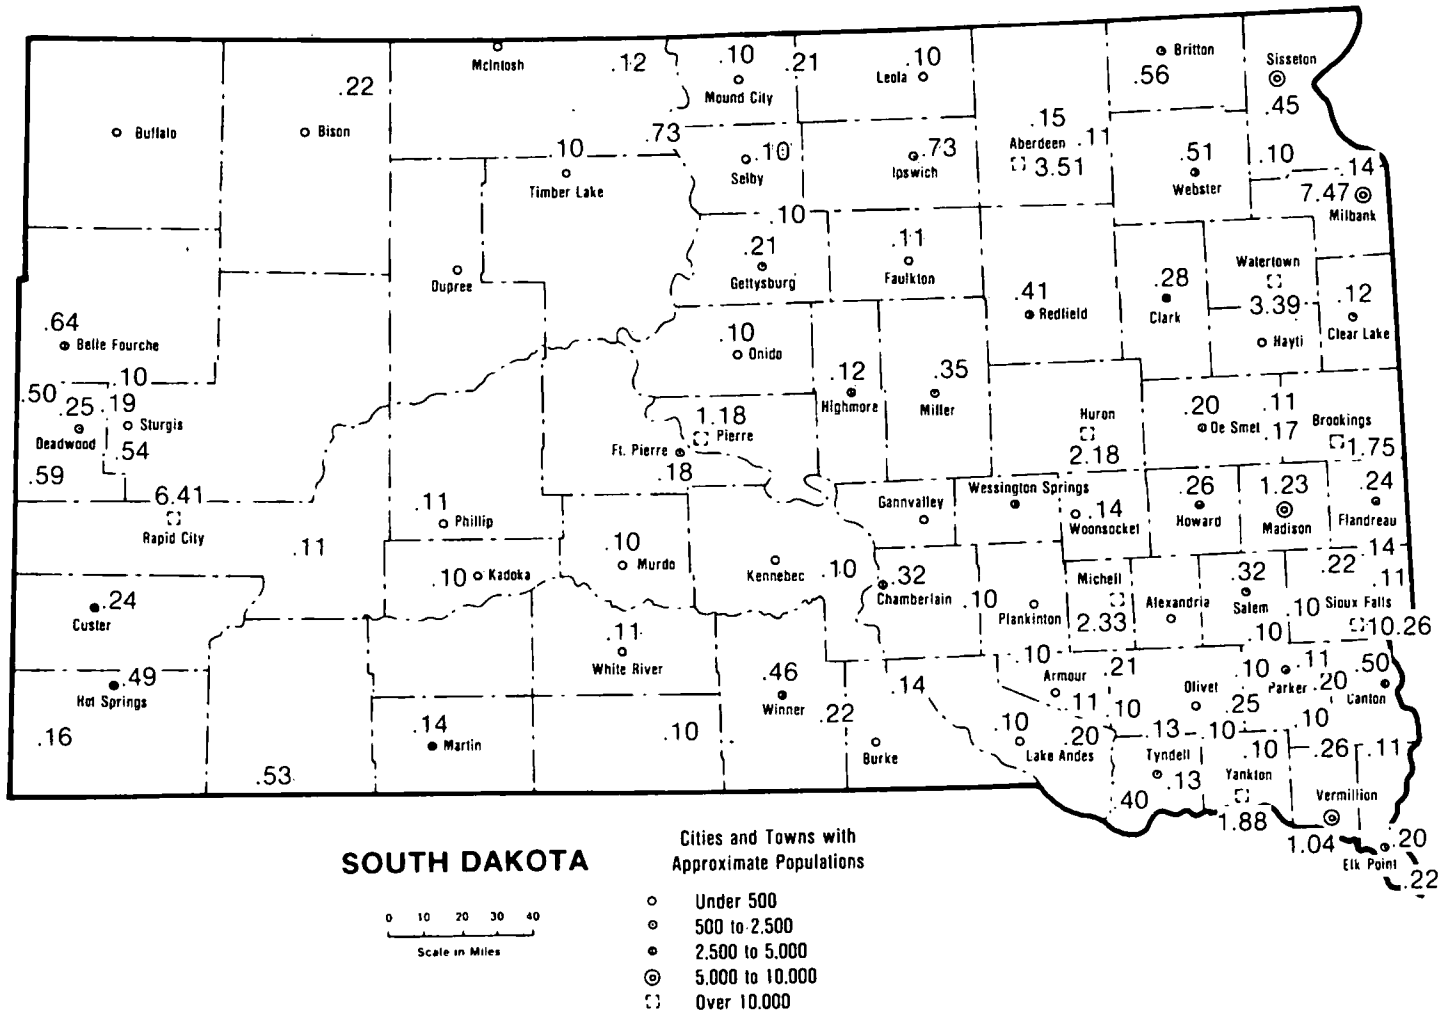 McIntosh
.12
.10
.21
.10
Leola
Mound City
Britton
.56
Sisseton
.45
.22
Buffalo
Bison
.73
.10
Timber Lake
.10
Selby
.73
Ipswich
.15
Aberdeen
.11
3.51
.51
Webster
.10
.14
7.47
Milbank
.10
.21
Gettysburg
.11
Faulkton
Dupree
.41
Redfield
.28
Clark
Watertown
3.39
Hayti
.12
Clear Lake
.64
Belle Fourche
.10
Onido
.10
.50
.25
.19
Deadwood
Sturgis
.54
.59
.12
Highmore
.35
Miller
1.18
Pierre
Ft. Pierre
.18
Huron
2.18
.20
De Smet
.11
.17
Brookings
1.75
6.41
Rapid City
.11
.11
Phillip
Gannvalley
Wessington Springs
.14
Woonsocket
.26
Howard
1.23
Madison
.24
Flandreau
.14
.10
Kadoka
.10
Murdo
Kennebec
.10
.32
Chamberlain
.10
Plankinton
Michell
2.33
Alexandria
.32
Salem
.22
.11
.10
Sioux Falls
10.26
.10
.24
Custer
.49
Hot Springs
.16
.53
.11
White River
.14
Martin
.10
.46
Winner
.22
.14
Burke
.10
Armour
.11
.21
.10
.10
Lake Andes
.20
Olivet
.25
.10
.11
Parker
.20
.50
Canton
.13
Tyndell
.13
.40
.10
.10
Yankton
1.88
.10
.26
.11
Vermillion
1.04
.20
Elk Point
.22
SOUTH DAKOTA
0 10 20 30 40
Scale in Miles
Cities and Towns with
Approximate Populations
Under 500
500 to 2.500
2.500 to 5.000
5.000 to 10.000
Over 10.000